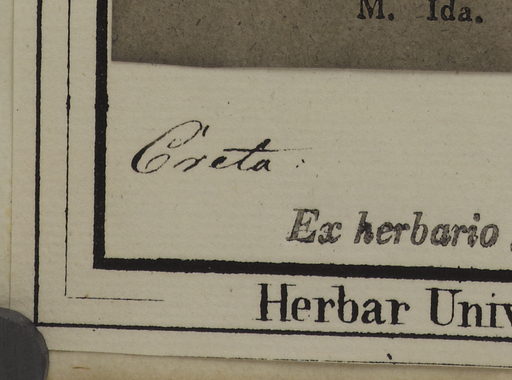 M. Ida.
Creta.
Ex herbario
Herbar Univ